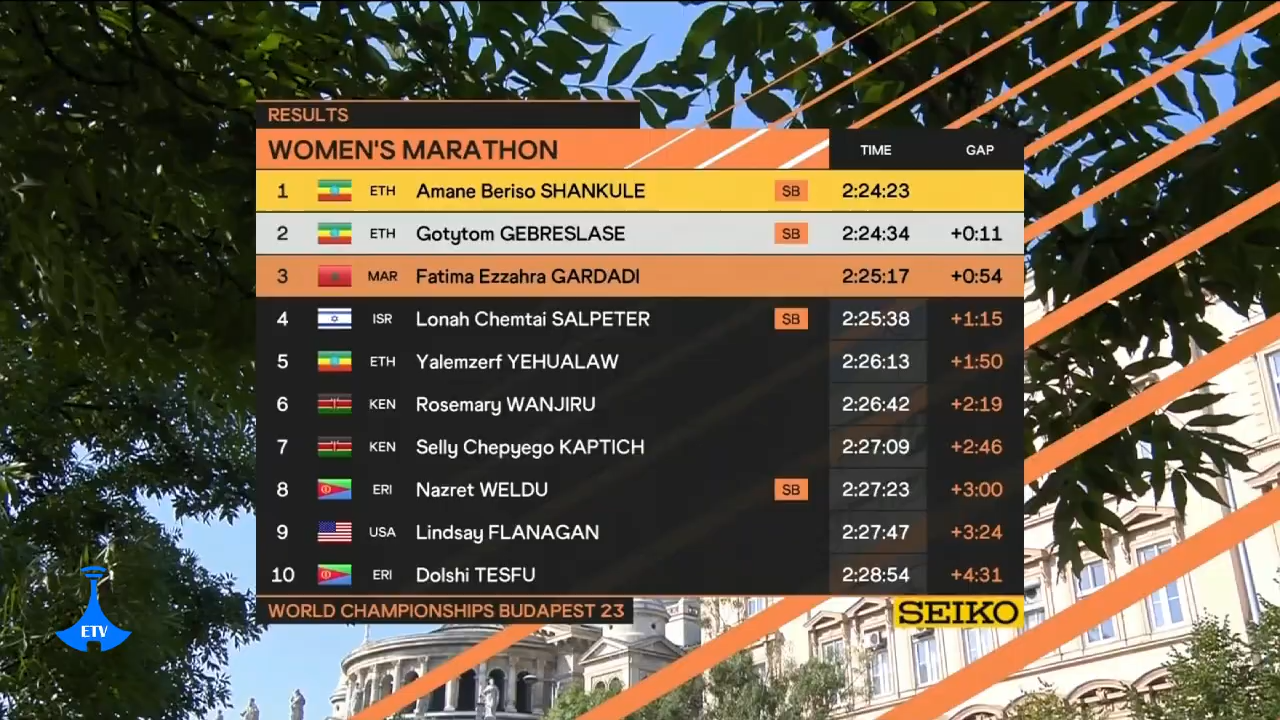 RESULTS
WOMEN'S MARATHON TIME GAP
1 ETH Amane Beriso SHANKULE SB 2:24:23
2 ETH Gotytom GEBRESLASE SB 2:24:34 +0:11
3 MAR Fatima Ezzahra GARDADI 2:25:17 +0:54
4 ISR Lonah Chemtai SALPETER SB 2:25:38 +1:15
5 ETH Yalemzerf YEHUALAW 2:26:13 +1:50
6 KEN Rosemary WANJIRU 2:26:42 +2:19
7 KEN Selly Chepyego KAPTICH 2:27:09 +2:46
8 ERI Nazret WELDU SB 2:27:23 +3:00
9 USA Lindsay FLANAGAN 2:27:47 +3:24
10 ERI Dolshi TESFU 2:28:54 +4:31
WORLD CHAMPIONSHIPS BUDAPEST 23 SEIKO
ETV